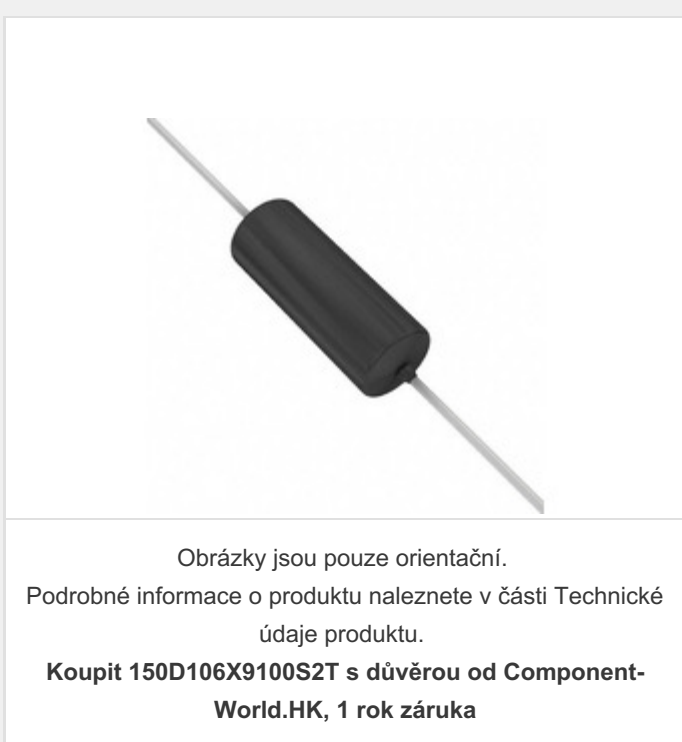 Obrázky jsou pouze orientační.
Podrobné informace o produktu naleznete v části Technické
údaje produktu.
Koupit 150D106X9100S2T s důvěrou od Component-
World.HK, 1 rok záruka